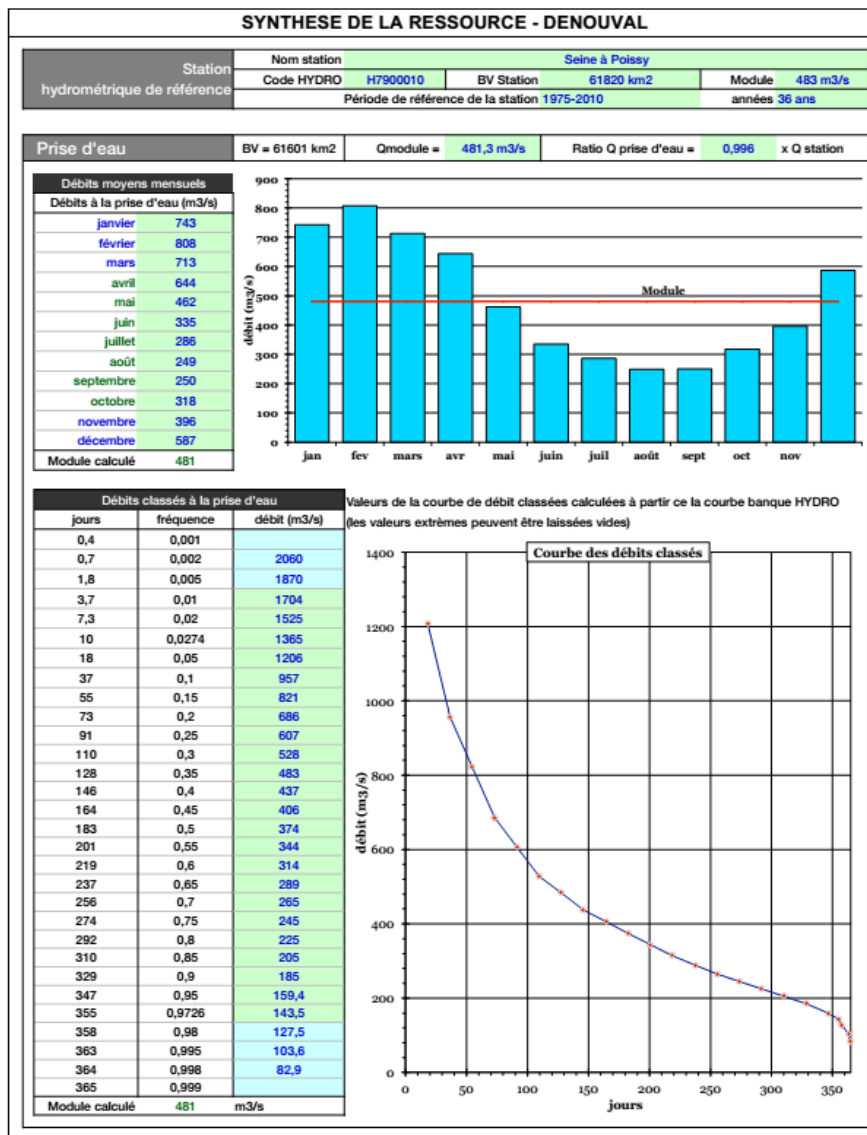 SYNTHESE DE LA RESSOURCE - DENOUVAL
Station hydrométrique de référence
Nom station Seine à Poissy
Code HYDRO H7900010 BV Station 61820 km2 Module 483 m3/s
Période de référence de la station 1975-2010 années 36 ans
Prise d'eau BV = 61601 km2 Qmodule = 481,3 m3/s Ratio Q prise d'eau = 0,996 x Q station
Débits moyens mensuels
Débits à la prise d'eau (m3/s)
janvier 743
février 808
mars 713
avril 644
mai 462
juin 335
juillet 286
août 249
septembre 250
octobre 318
novembre 396
décembre 587
Module calculé 481
900
800
700
600
500
400
300
200
100
0
débit (m3/s)
Module
jan fev mars avr mai juin juil août sept oct nov
Débits classés à la prise d'eau
jours fréquence débit (m3/s)
0,4 0,001
0,7 0,002 2060
1,8 0,005 1870
3,7 0,01 1704
7,3 0,02 1525
10 0,0274 1365
18 0,05 1206
37 0,1 957
55 0,15 821
73 0,2 686
91 0,25 607
110 0,3 528
128 0,35 483
146 0,4 437
164 0,45 406
183 0,5 374
201 0,55 344
219 0,6 314
237 0,65 289
256 0,7 265
274 0,75 245
292 0,8 225
310 0,85 205
329 0,9 185
347 0,95 159,4
355 0,9726 143,5
358 0,98 127,5
363 0,995 103,6
364 0,998 82,9
365 0,999
Module calculé 481 m3/s
Valeurs de la courbe de débit classées calculées à partir ce la courbe banque HYDRO
(les valeurs extrèmes peuvent être laissées vides)
Courbe des débits classés
1400
1200
1000
800
600
400
200
0
débit (m3/s)
0 50 100 150 200 250 300 350
jours